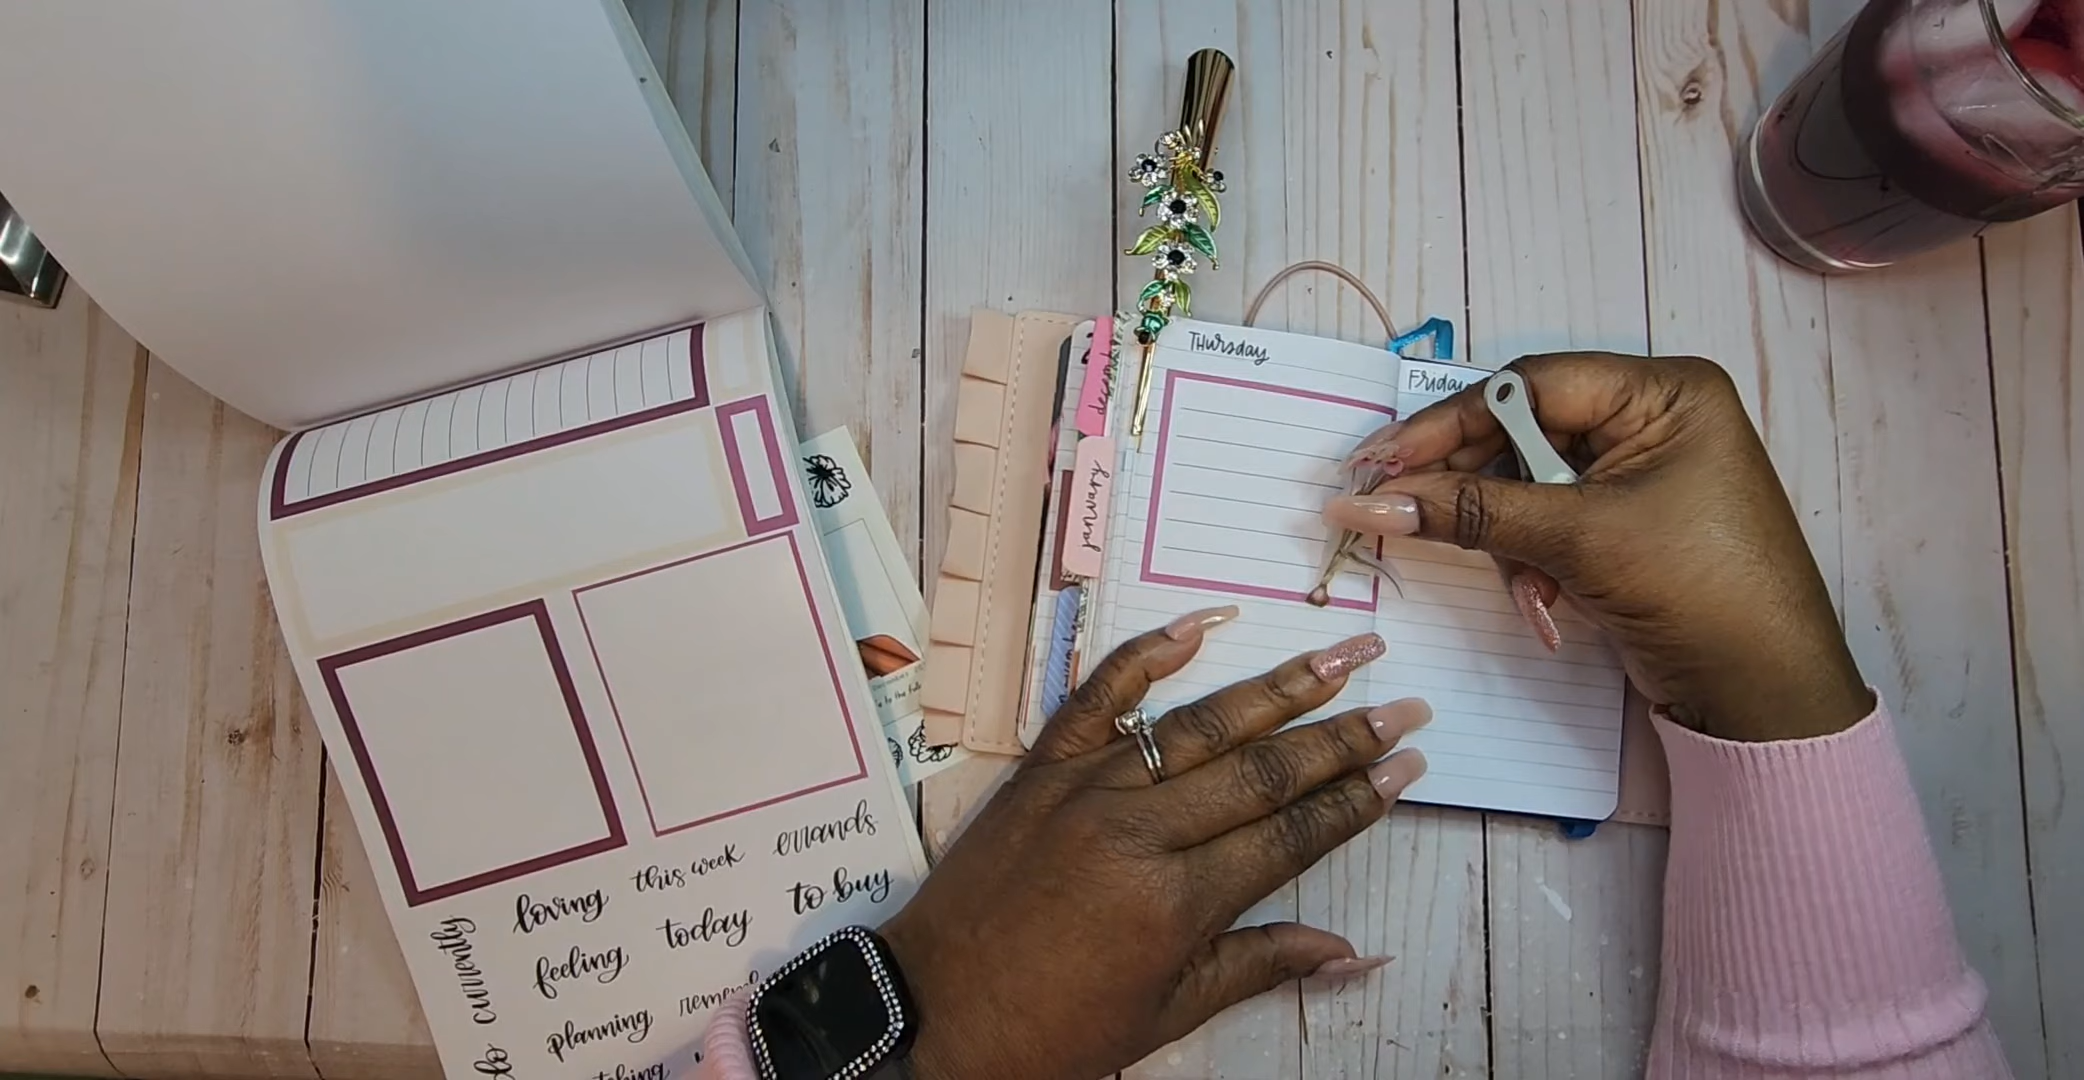 Thursday
Friday
december
january
errands
this week
loving
to buy
today
feeling
planning
currently